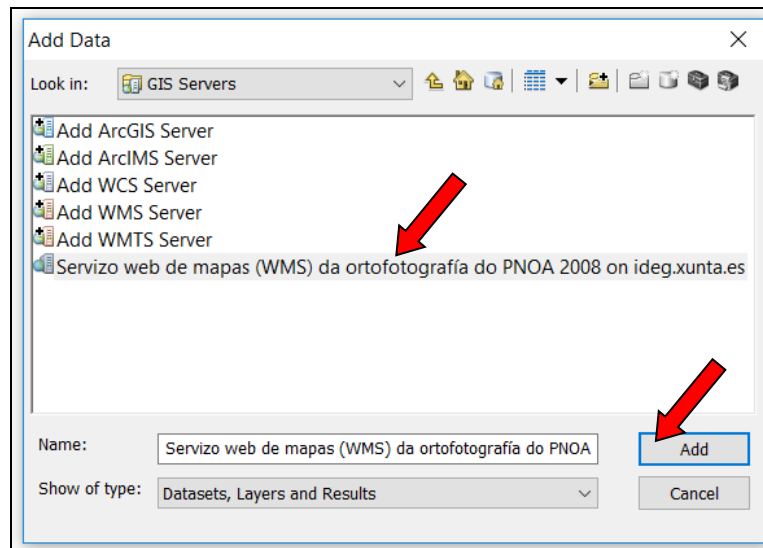 Add Data
Look in: GIS Servers
Add ArcGIS Server
Add ArcIMS Server
Add WCS Server
Add WMS Server
Add WMTS Server
Servizo web de mapas (WMS) da ortofotografía do PNOA 2008 on ideg.xunta.es
Name: Servizo web de mapas (WMS) da ortofotografía do PNOA Add
Show of type: Datasets, Layers and Results Cancel